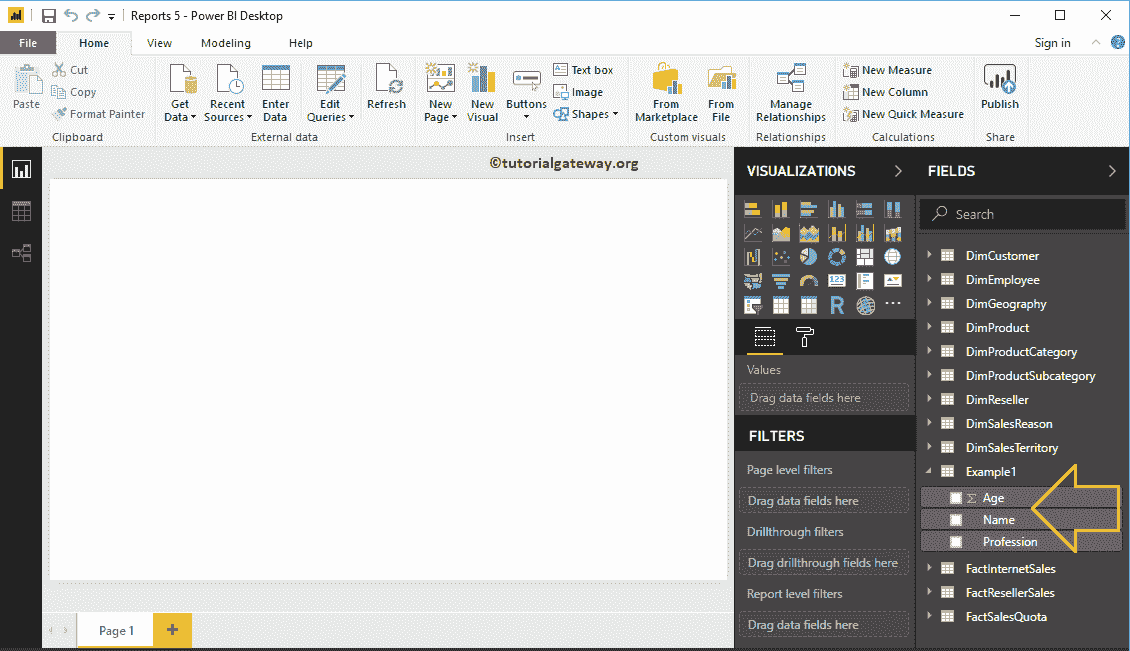 Reports 5 - Power BI Desktop
File Home View Modeling Help Sign in
Paste
Cut
Copy
Format Painter
Clipboard
Get Data
Recent Sources
Enter Data
Edit Queries
External data
Refresh
New Page
New Visual
Buttons
Text box
Image
Shapes
Insert
From Marketplace
From File
Custom visuals
Manage Relationships
Relationships
New Measure
New Column
New Quick Measure
Calculations
Publish
Share
©tutorialgateway.org
VISUALIZATIONS
123
R
Values
Drag data fields here
FILTERS
Page level filters
Drag data fields here
Drillthrough filters
Drag drillthrough fields here
Report level filters
Drag data fields here
FIELDS
Search
DimCustomer
DimEmployee
DimGeography
DimProduct
DimProductCategory
DimProductSubcategory
DimReseller
DimSalesReason
DimSalesTerritory
Example1
Σ Age
Name
Profession
FactInternetSales
FactResellerSales
FactSalesQuota
Page 1 +